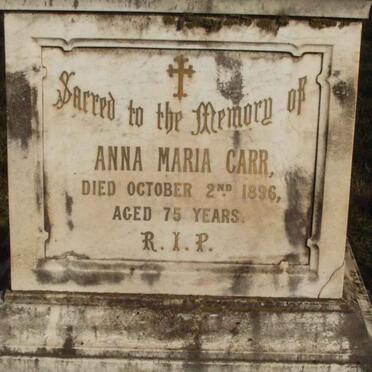 Sacred to the Memory of
ANNA MARIA CARR,
DIED OCTOBER 2ND 1896,
AGED 75 YEARS.
R.I.P.